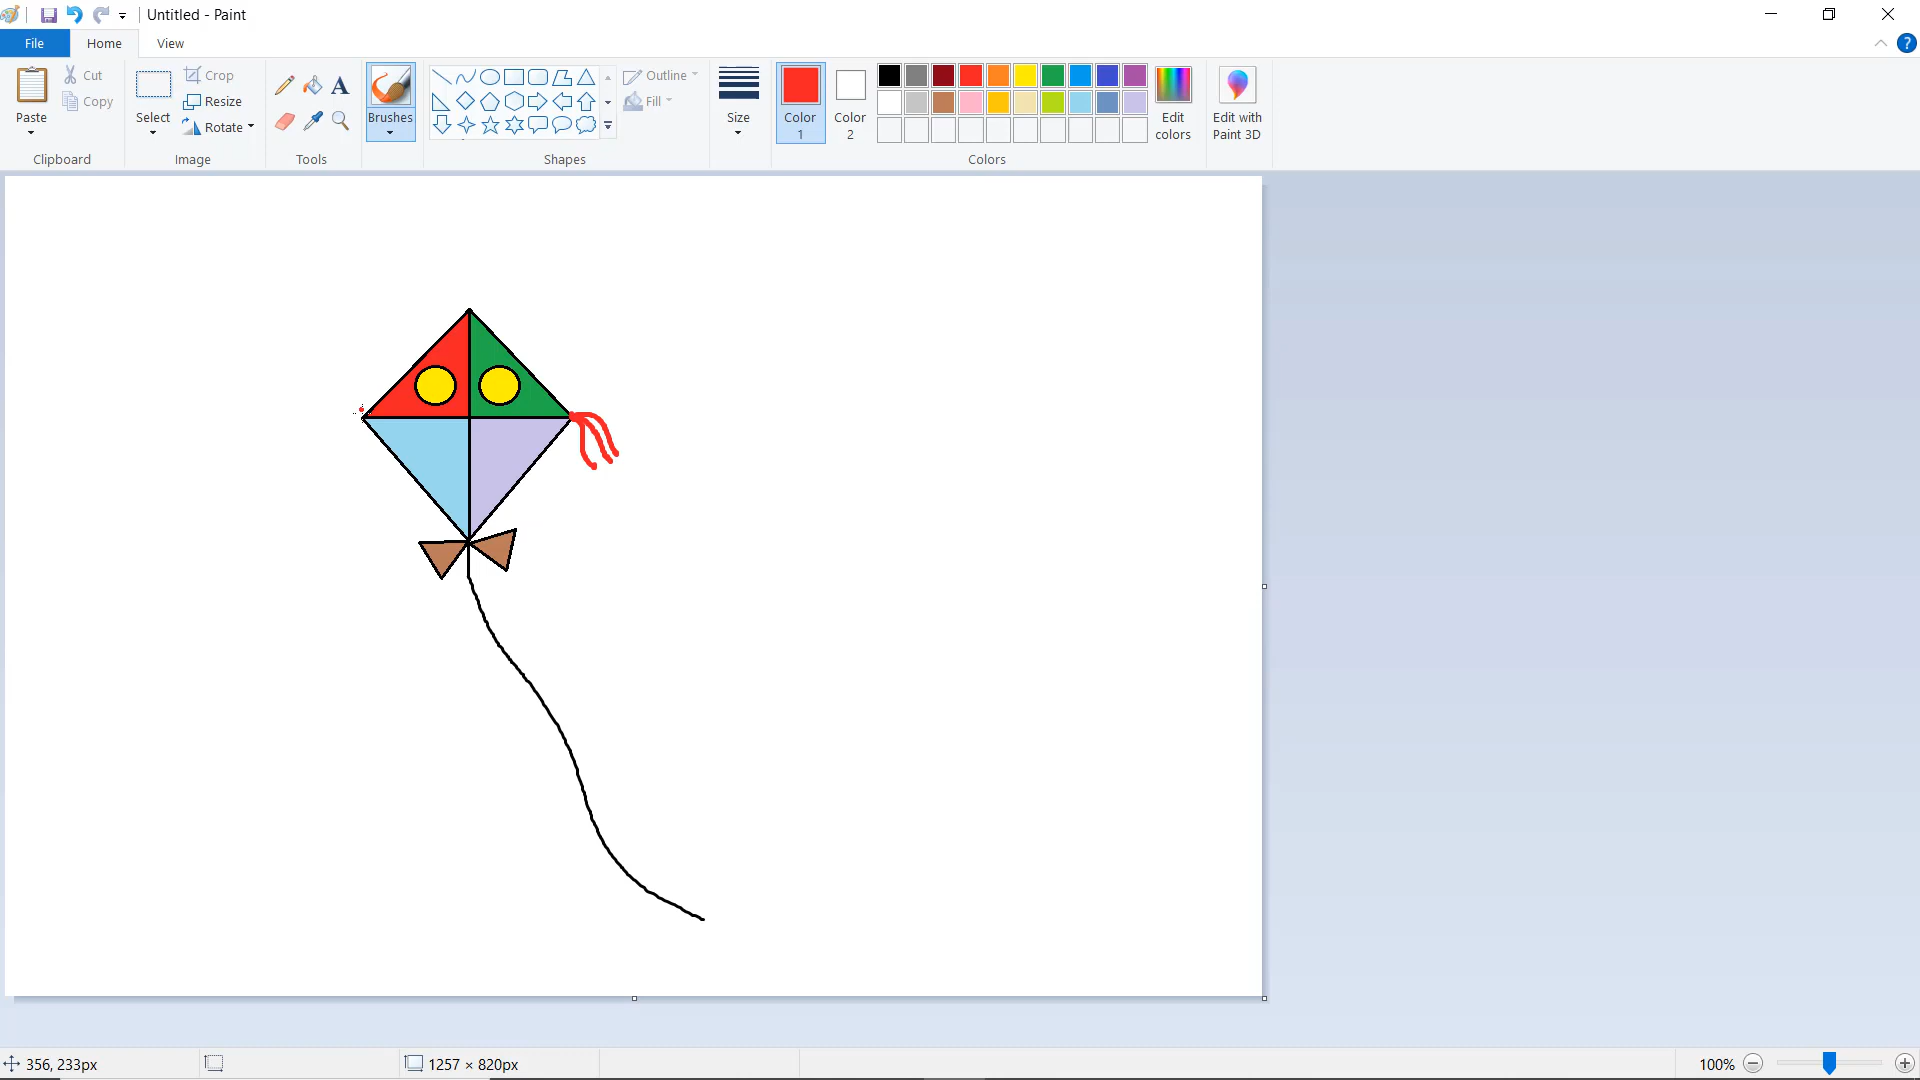 Untitled - Paint
File Home View
Paste
Cut
Copy
Clipboard
Select
Crop
Resize
Rotate
Image
A
Tools
Brushes
Outline
Fill
Shapes
Size
Color
1
Color
2
Colors
Edit
colors
Edit with
Paint 3D
?
356, 233px
1257 × 820px
100%